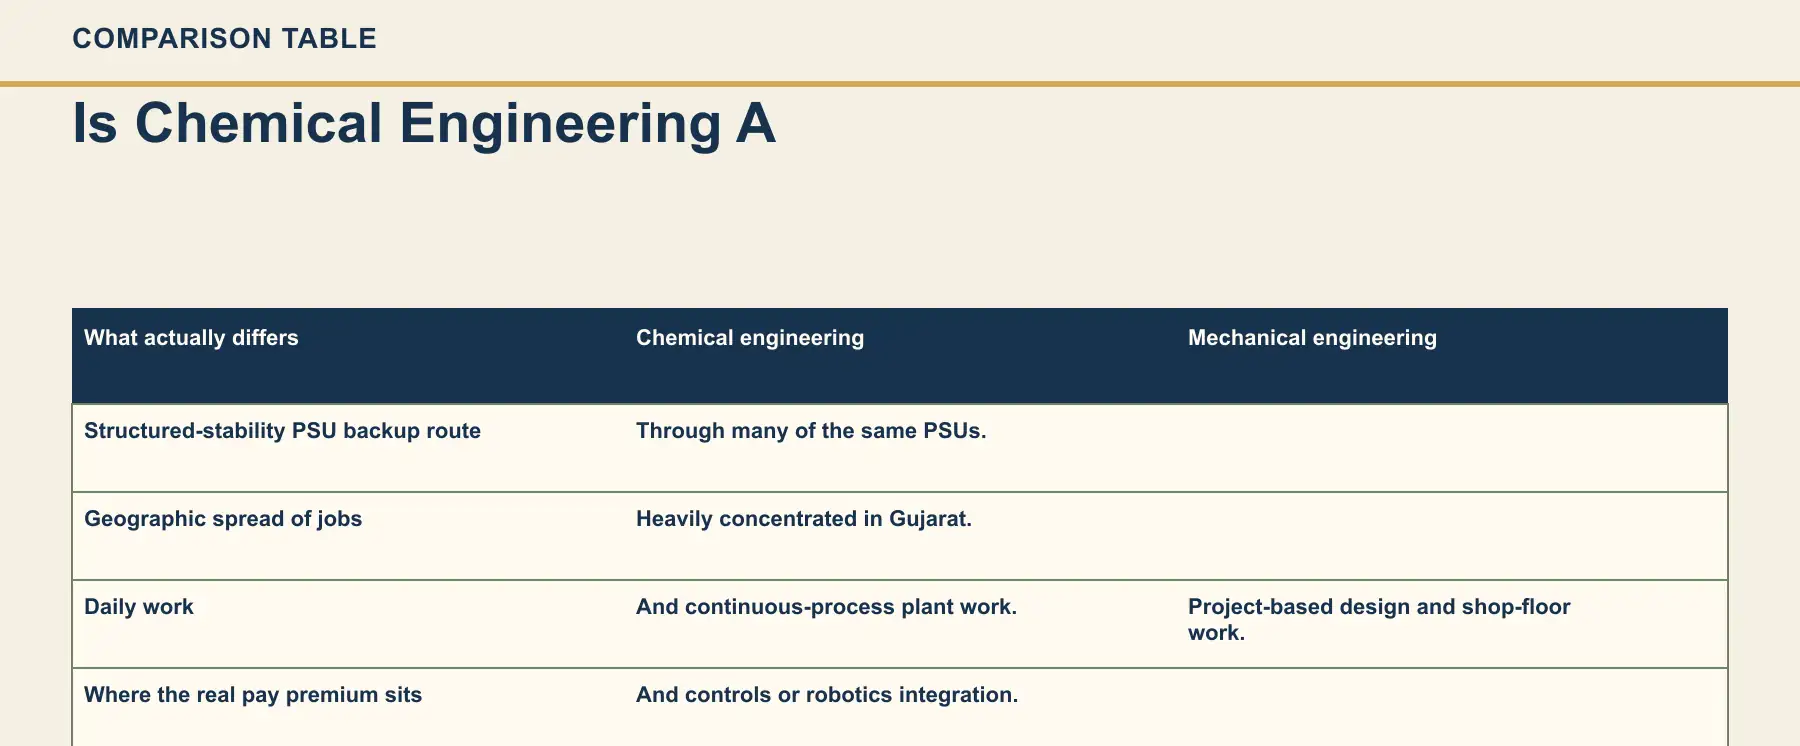 COMPARISON TABLE
Is Chemical Engineering A
What actually differs Chemical engineering Mechanical engineering
Structured-stability PSU backup route Through many of the same PSUs.
Geographic spread of jobs Heavily concentrated in Gujarat.
Daily work And continuous-process plant work. Project-based design and shop-floor
work.
Where the real pay premium sits And controls or robotics integration.